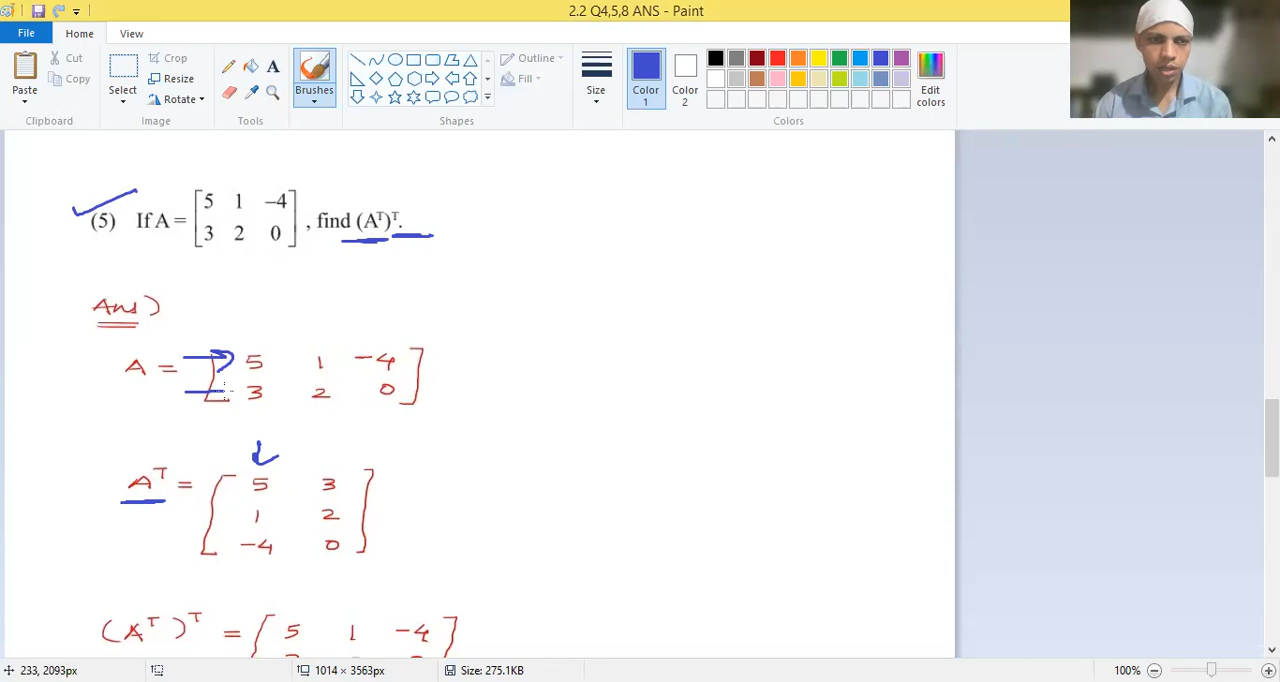 2.2 Q4,5,8 ANS - Paint
File Home View
Paste Cut Copy Clipboard
Select Crop Resize Rotate Image
A Tools
Brushes
Outline Fill Shapes
Size
Color 1 Color 2 Edit colors Colors
(5) If A = [5 1 −4
3 2 0], find (Aᵀ)ᵀ.
Ans)
A = [5 1 -4
3 2 0]
Aᵀ = [5 3
1 2
-4 0]
(Aᵀ)ᵀ = [5 1 -4]
233, 2093px 1014 × 3563px Size: 275.1KB 100%